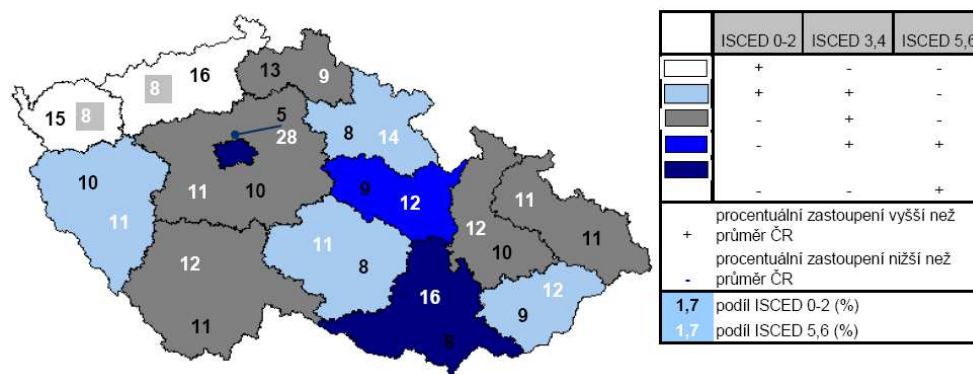 ISCED 0-2 ISCED 3,4 ISCED 5,6
+ - -
+ + -
- + -
- + +
- - +
procentuální zastoupení vyšší než
+ průměr ČR
procentuální zastoupení nižší než
- průměr ČR
1,7 podíl ISCED 0-2 (%)
1,7 podíl ISCED 5,6 (%)
16 13 9
8
15 8 5
28 8 14
10 9
11 10 12 11
11 11 12
12 8 10 11
16 12
11 8 9